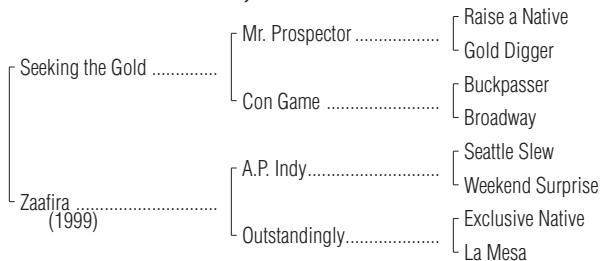 Raise a Native
Mr. Prospector ..................
Gold Digger
Seeking the Gold ..............
Buckpasser
Con Game ........................
Broadway
Seattle Slew
A.P. Indy............................
Weekend Surprise
Zaafira ..............................
(1999)
Exclusive Native
Outstandingly....................
La Mesa